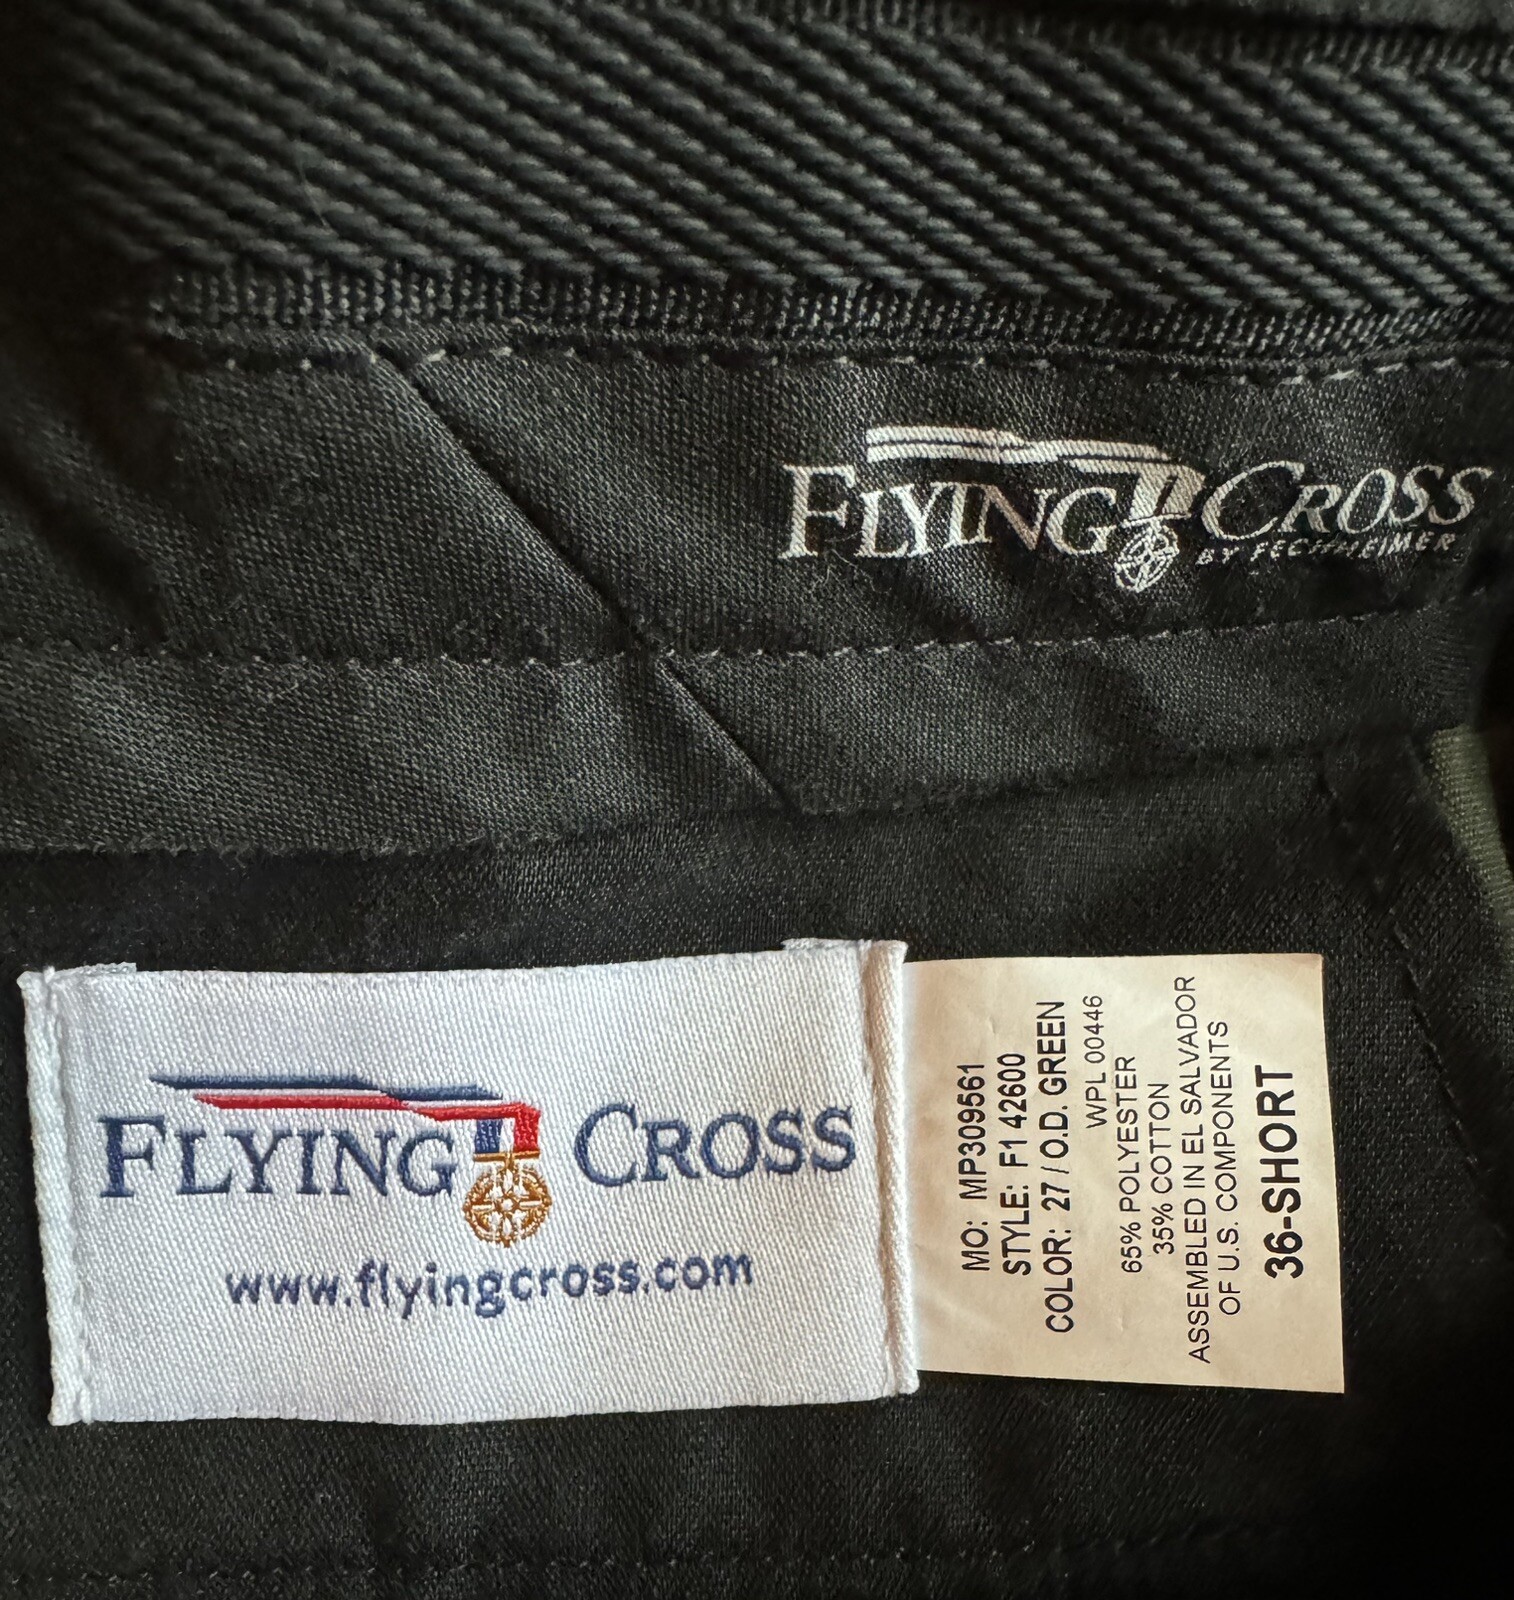 FLYING CROSS
BY FECHHEIMER
FLYING CROSS
www.flyingcross.com
MO: MP309561
STYLE: F1 42600
COLOR: 27 / O.D. GREEN
WPL 00446
65% POLYESTER
35% COTTON
ASSEMBLED IN EL SALVADOR
OF U.S. COMPONENTS
36-SHORT